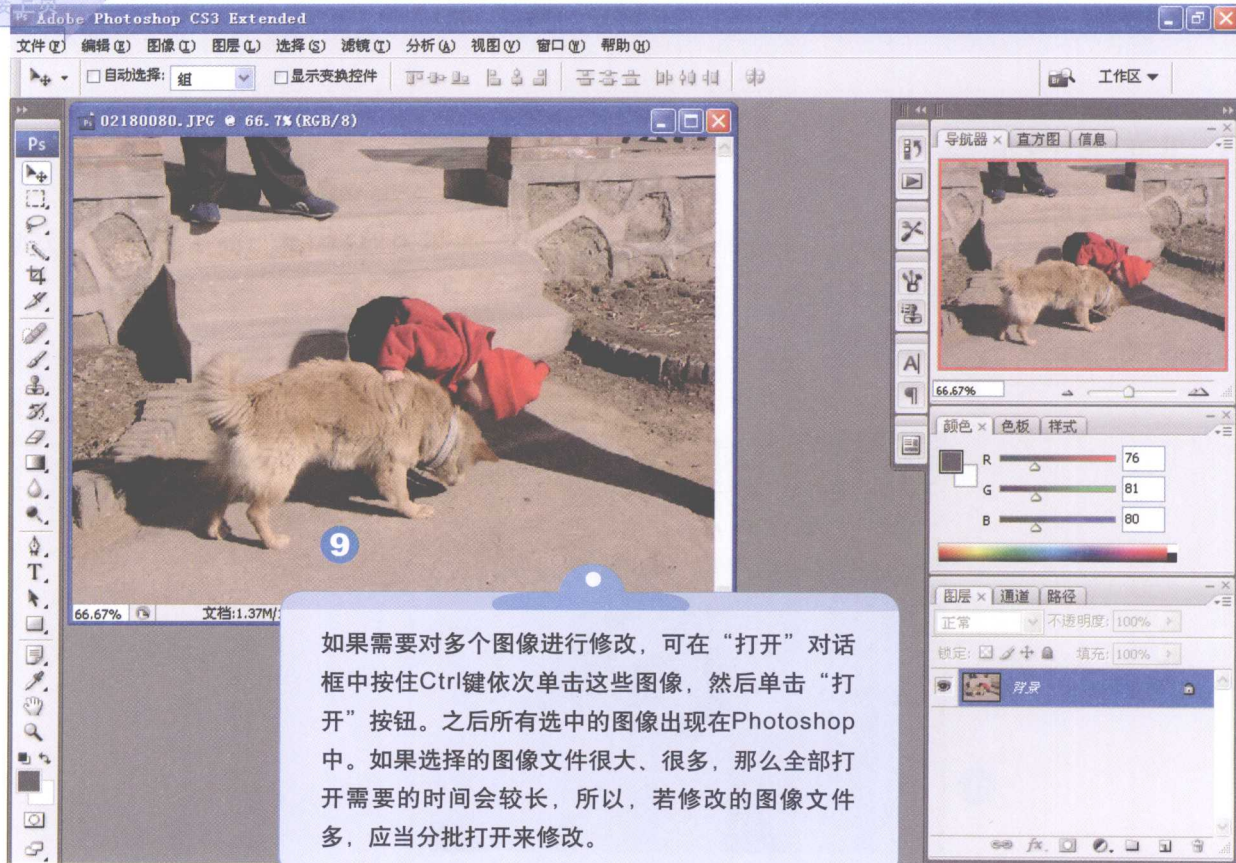 Adobe Photoshop CS3 Extended
文件(F) 编辑(E) 图像(I) 图层(L) 选择(S) 滤镜(T) 分析(A) 视图(V) 窗口(W) 帮助(H)
自动选择: 组 显示变换控件 工作区
02180080.JPG @ 66.7%(RGB/8)
Ps
导航器 × 直方图 信息
66.67%
颜色 × 色板 样式
R 76
G 81
B 80
图层 × 通道 路径
正常 不透明度: 100%
锁定: 填充: 100%
背景
9
66.67% 文档:1.37M/
如果需要对多个图像进行修改，可在“打开”对话
框中按住Ctrl键依次单击这些图像，然后单击“打
开”按钮。之后所有选中的图像出现在Photoshop
中。如果选择的图像文件很大、很多，那么全部打
开需要的时间会较长，所以，若修改的图像文件
多，应当分批打开来修改。